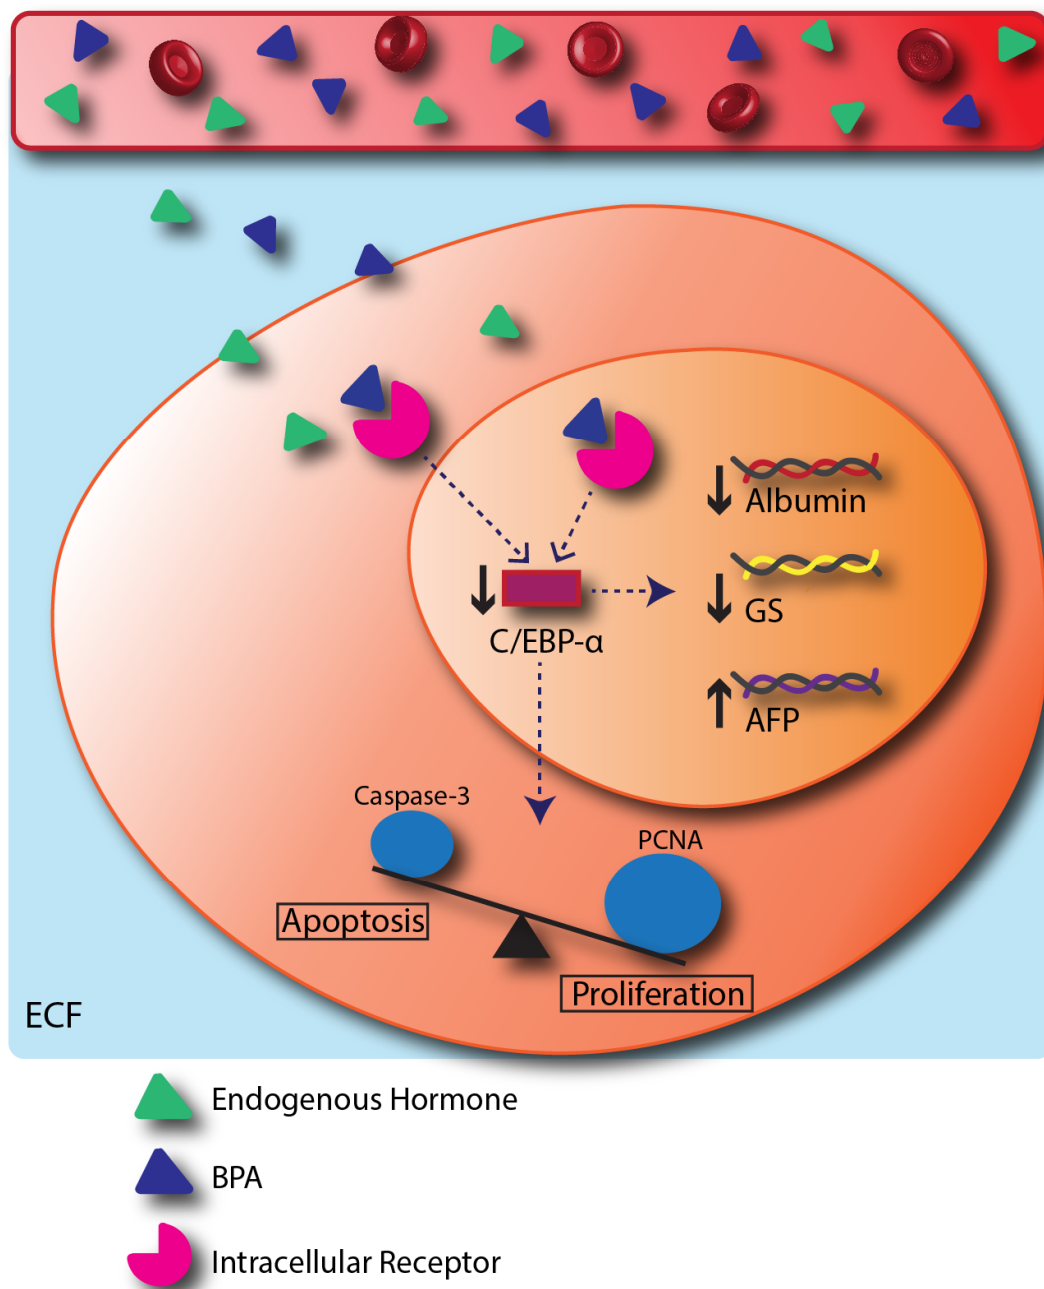 Albumin
GS
C/EBP-α
AFP
Caspase-3
PCNA
Apoptosis
Proliferation
ECF
Endogenous Hormone
BPA
Intracellular Receptor